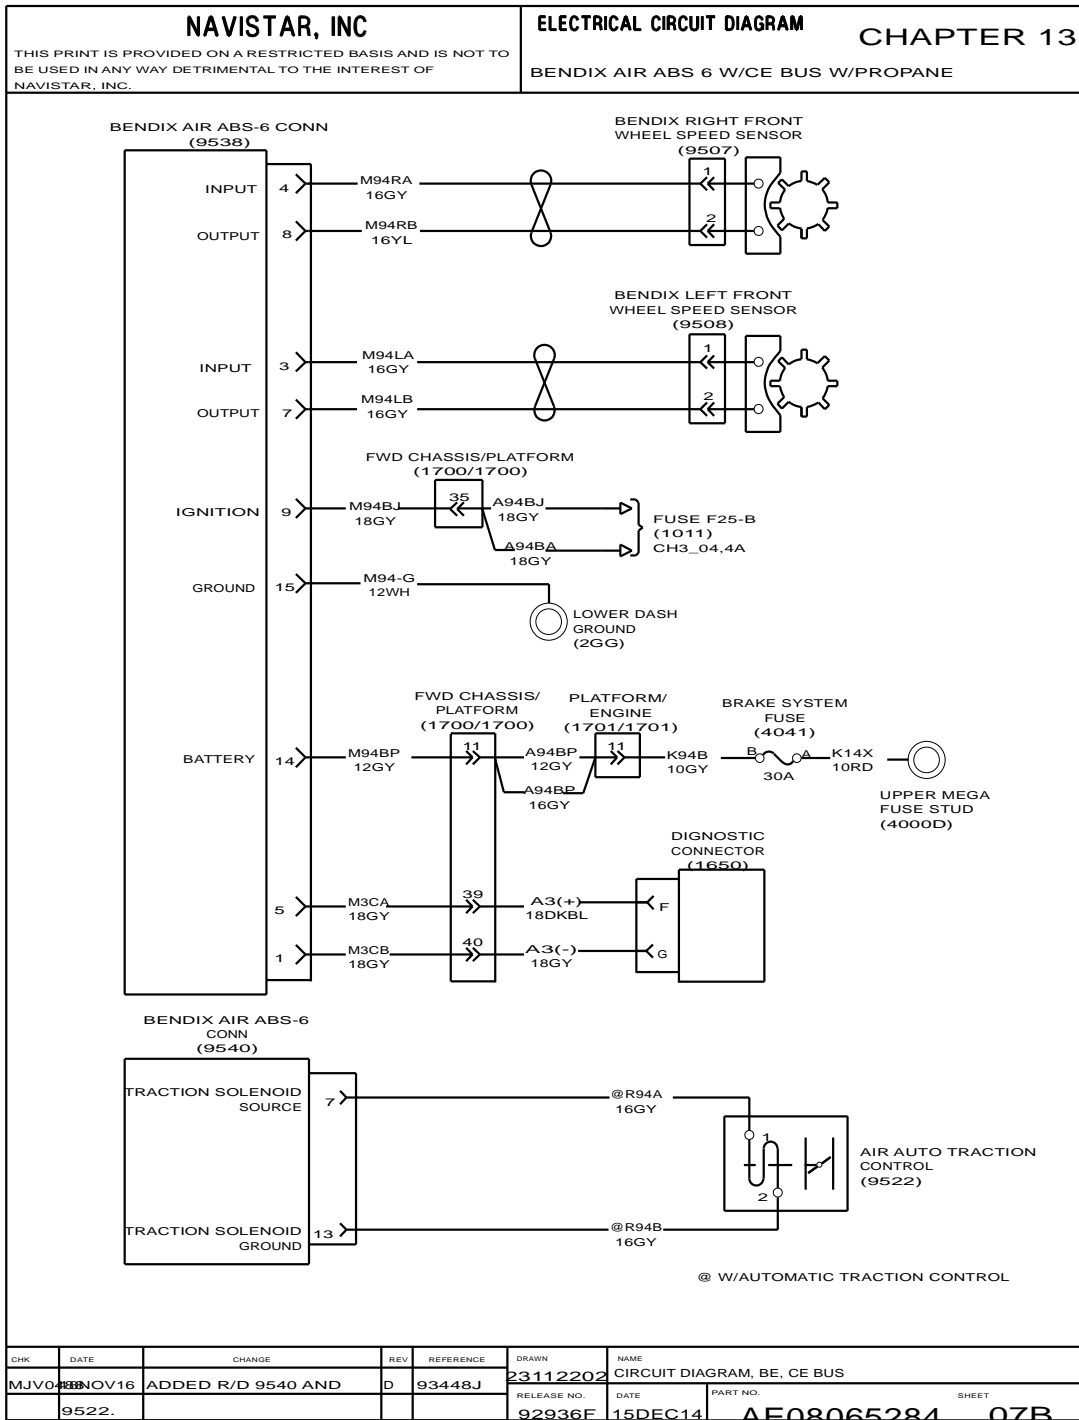 NAVISTAR, INC
THIS PRINT IS PROVIDED ON A RESTRICTED BASIS AND IS NOT TO
BE USED IN ANY WAY DETRIMENTAL TO THE INTEREST OF
NAVISTAR, INC.
ELECTRICAL CIRCUIT DIAGRAM
CHAPTER 13
BENDIX AIR ABS 6 W/CE BUS W/PROPANE
BENDIX AIR ABS-6 CONN
(9538)
BENDIX RIGHT FRONT
WHEEL SPEED SENSOR
(9507)
INPUT 4 M94RA 1
16GY
OUTPUT 8 M94RB 2
16YL
BENDIX LEFT FRONT
WHEEL SPEED SENSOR
(9508)
INPUT 3 M94LA 1
16GY
OUTPUT 7 M94LB 2
16GY
FWD CHASSIS/PLATFORM
(1700/1700)
IGNITION 9 M94BJ 35 A94BJ
18GY 18GY
A94BA
18GY
FUSE F25-B
(1011)
CH3_04,4A
GROUND 15 M94-G
12WH
LOWER DASH
GROUND
(2GG)
FWD CHASSIS/
PLATFORM
(1700/1700)
PLATFORM/
ENGINE
(1701/1701)
BRAKE SYSTEM
FUSE
(4041)
BATTERY 14 M94BP 11 A94BP 11 K94B B A K14X
12GY 12GY 10GY 30A 10RD
A94BP
16GY
UPPER MEGA
FUSE STUD
(4000D)
DIGNOSTIC
CONNECTOR
(1650)
5 M3CA 39 A3(+) F
18GY 18DKBL
1 M3CB 40 A3(-) G
18GY 18GY
BENDIX AIR ABS-6
CONN
(9540)
TRACTION SOLENOID
SOURCE
7 @R94A
16GY
1
2
AIR AUTO TRACTION
CONTROL
(9522)
TRACTION SOLENOID
GROUND
13 @R94B
16GY
@ W/AUTOMATIC TRACTION CONTROL
CHK DATE CHANGE REV REFERENCE DRAWN NAME
NOV16 ADDED R/D 9540 AND D 93448J 23112202 CIRCUIT DIAGRAM, BE, CE BUS
9522.
RELEASE NO. DATE PART NO. SHEET
92936F 15DEC14 AE08065284 07B